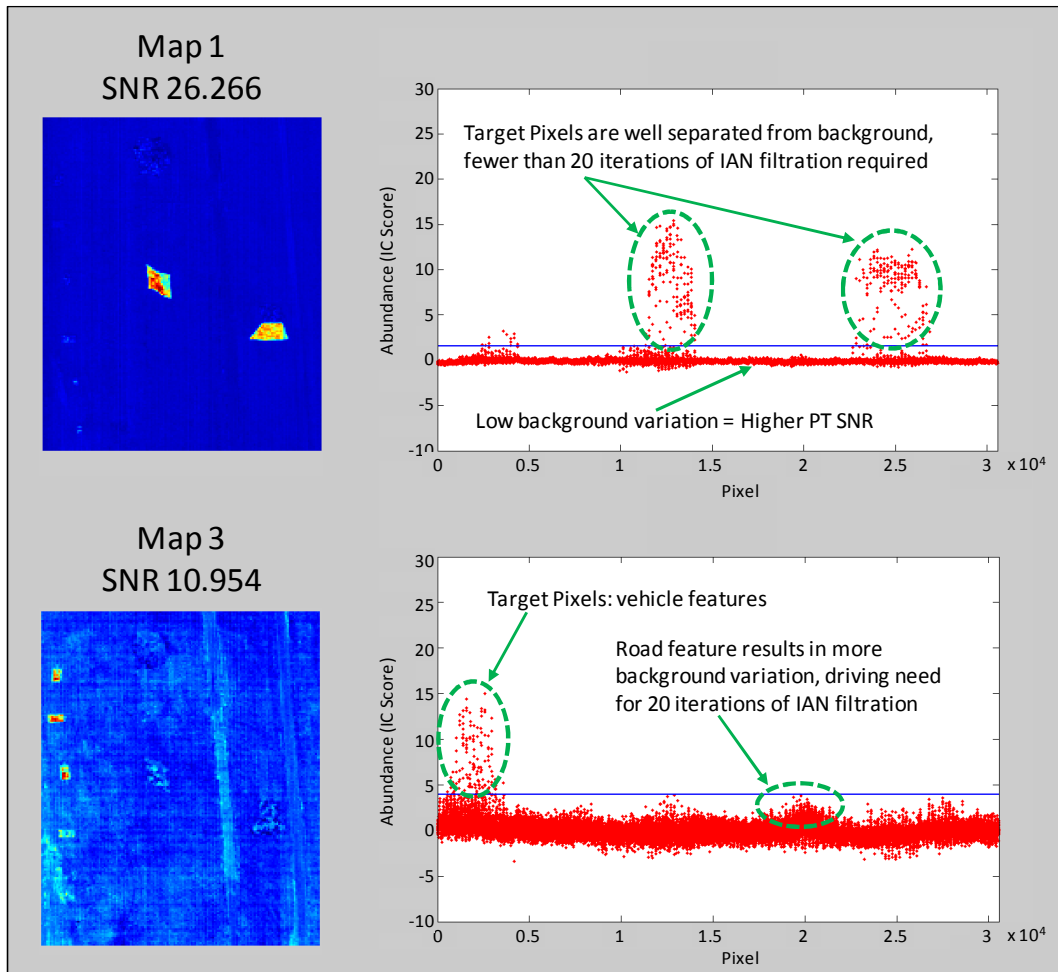 Map 1
SNR 26.266
30
25
20
15
10
5
0
-5
-10
Abundance (IC Score)
Target Pixels are well separated from background,
fewer than 20 iterations of IAN filtration required
Low background variation = Higher PT SNR
0 0.5 1 1.5 2 2.5 3 x 10^4
Pixel
Map 3
SNR 10.954
30
25
20
15
10
5
0
-5
-10
Abundance (IC Score)
Target Pixels: vehicle features
Road feature results in more
background variation, driving need
for 20 iterations of IAN filtration
0 0.5 1 1.5 2 2.5 3 x 10^4
Pixel